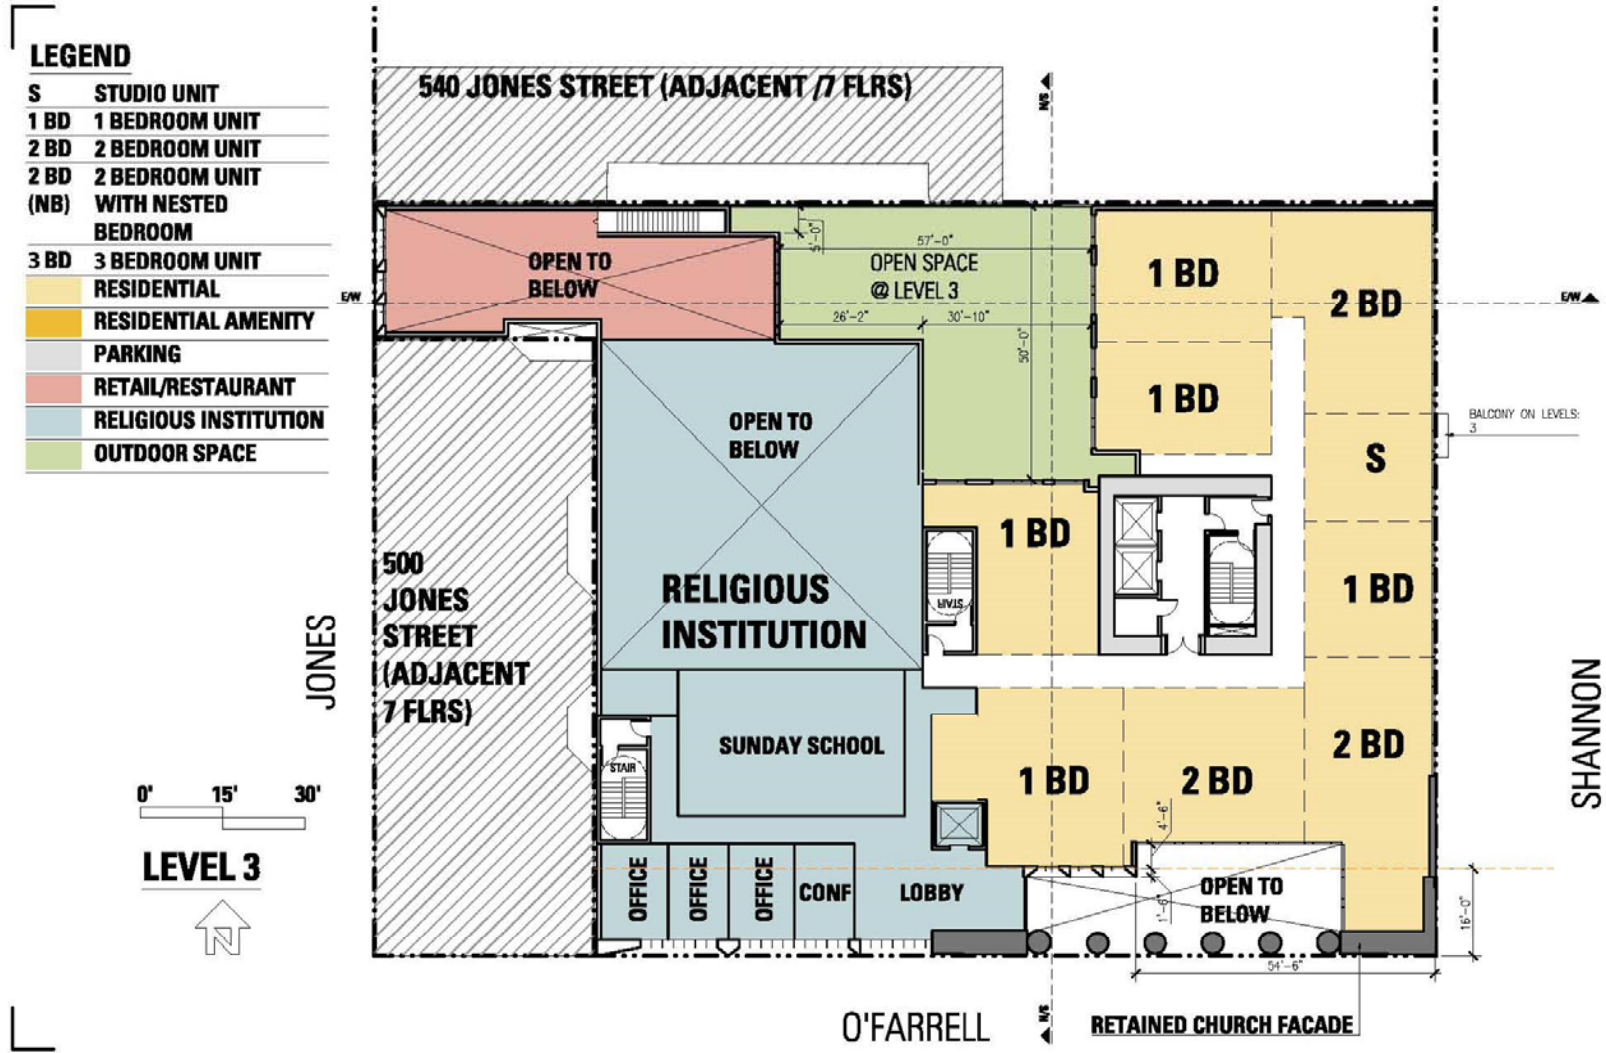 LEGEND
S STUDIO UNIT
1 BD 1 BEDROOM UNIT
2 BD 2 BEDROOM UNIT
2 BD 2 BEDROOM UNIT
(NB) WITH NESTED
BEDROOM
3 BD 3 BEDROOM UNIT
RESIDENTIAL
RESIDENTIAL AMENITY
PARKING
RETAIL/RESTAURANT
RELIGIOUS INSTITUTION
OUTDOOR SPACE
540 JONES STREET (ADJACENT /7 FLRS)
N/S
E/W
E/W
OPEN TO
BELOW
5'-0"
57'-0"
OPEN SPACE
@ LEVEL 3
26'-2"
30'-10"
50'-0"
1 BD
2 BD
1 BD
BALCONY ON LEVELS:
3
S
OPEN TO
BELOW
1 BD
1 BD
STAIR
RELIGIOUS
INSTITUTION
500
JONES
STREET
(ADJACENT
7 FLRS)
JONES
SHANNON
SUNDAY SCHOOL
STAIR
1 BD
2 BD
2 BD
4'-6"
1'-6"
16'-0"
OFFICE
OFFICE
OFFICE
CONF
LOBBY
OPEN TO
BELOW
54'-6"
0' 15' 30'
LEVEL 3
N
O'FARRELL
N/S
RETAINED CHURCH FACADE